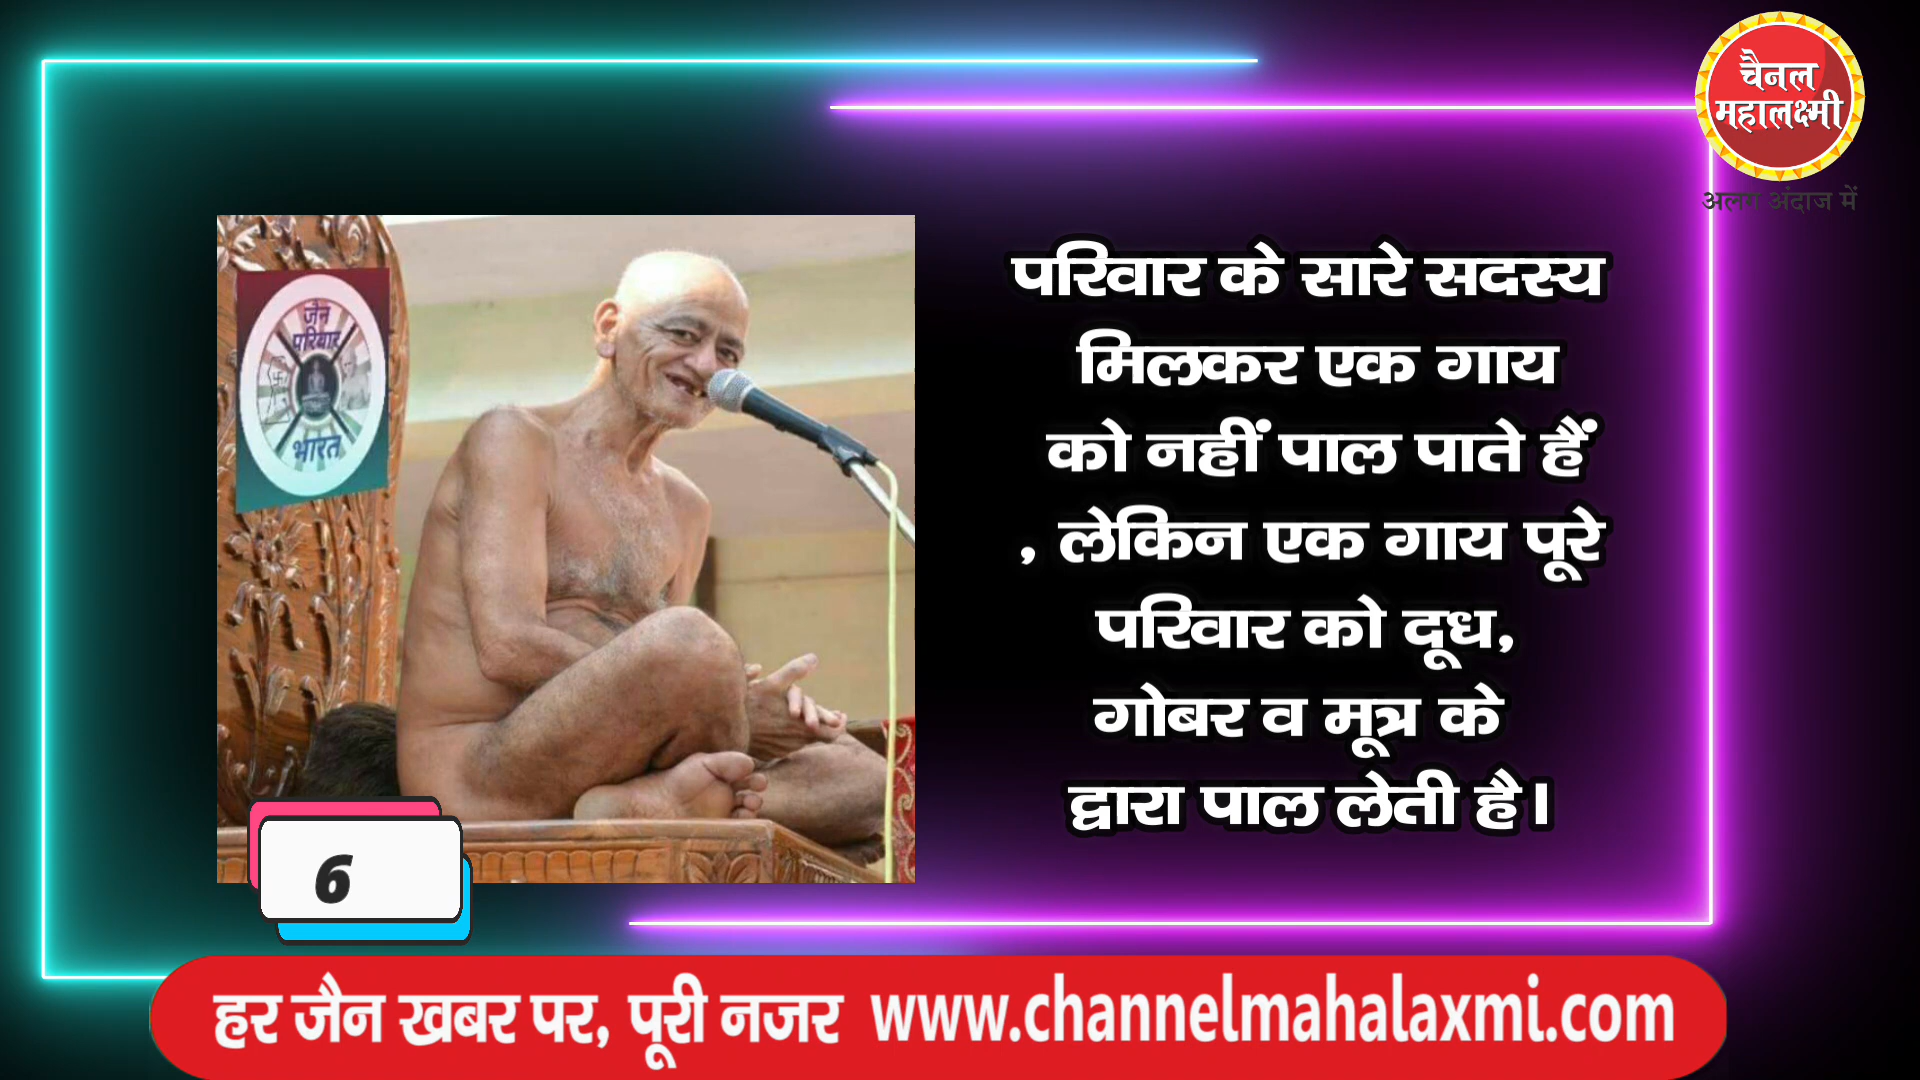 चैनल
महालक्ष्मी
अलग अंदाज में
जैन
परिवार
भारत
परिवार के सारे सदस्य
मिलकर एक गाय
को नहीं पाल पाते हैं
, लेकिन एक गाय पूरे
परिवार को दूध,
गोबर व मूत्र के
द्वारा पाल लेती है।
6
हर जैन खबर पर, पूरी नजर www.channelmahalaxmi.com